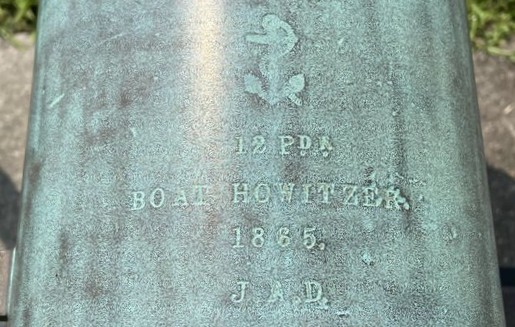 12 PDR
BOAT HOWITZER.
1865.
J.A.D.